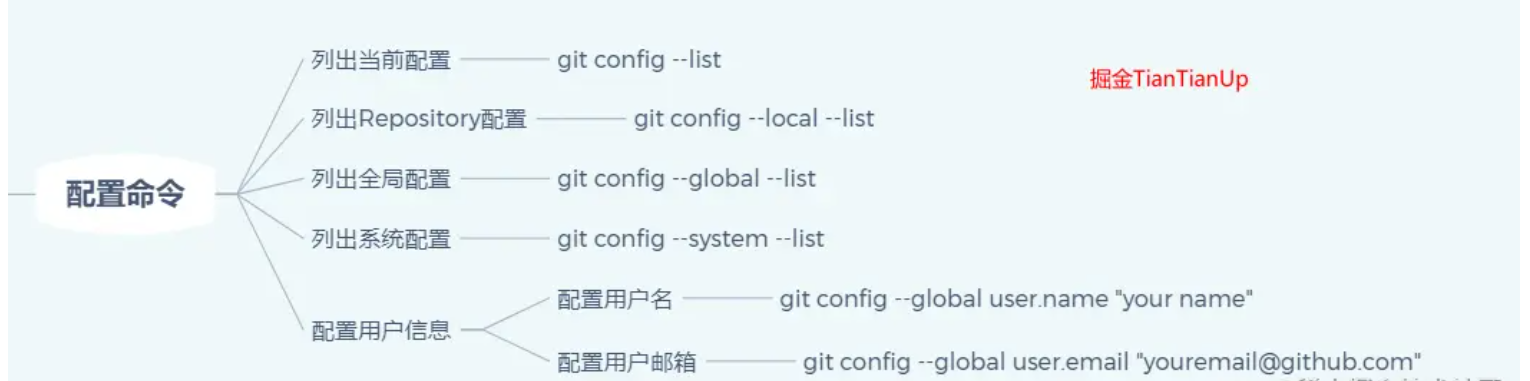 列出当前配置 git config --list
掘金TianTianUp
列出Repository配置 git config --local --list
列出全局配置 git config --global --list
配置命令
列出系统配置 git config --system --list
配置用户信息
配置用户名 git config --global user.name "your name"
配置用户邮箱 git config --global user.email "youremail@github.com"